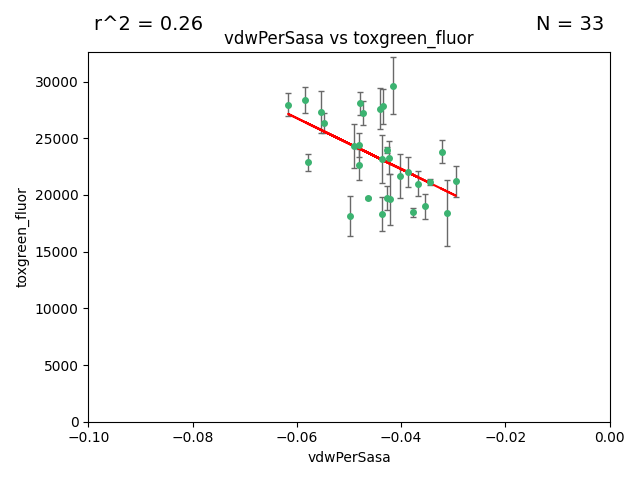 r^2 = 0.26
N = 33
vdwPerSasa vs toxgreen_fluor
30000
25000
20000
15000
10000
5000
0
toxgreen_fluor
−0.10
−0.08
−0.06
−0.04
−0.02
0.00
vdwPerSasa